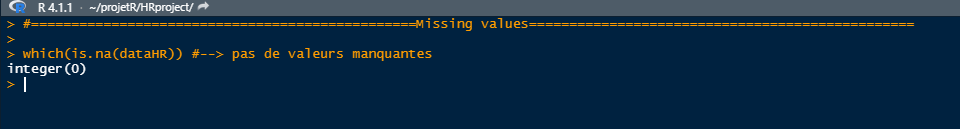 R 4.1.1 · ~/projetR/HRproject/
> #================================================Missing values================================================
>
> which(is.na(dataHR)) #--> pas de valeurs manquantes
integer(0)
>